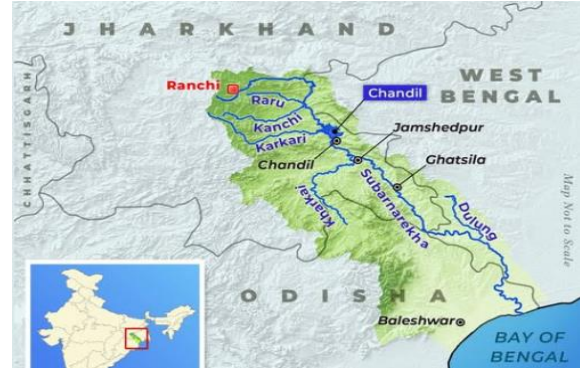 JHARKHAND
Ranchi
WEST
BENGAL
Raru
Chandil
Kanchi
Jamshedpur
Karkari
Chandil
Ghatsila
CHHATTISGARH
Kharkai
Subarnarekha
Dulung
Map Not to Scale
ODISHA
Baleshwar
BAY OF
BENGAL